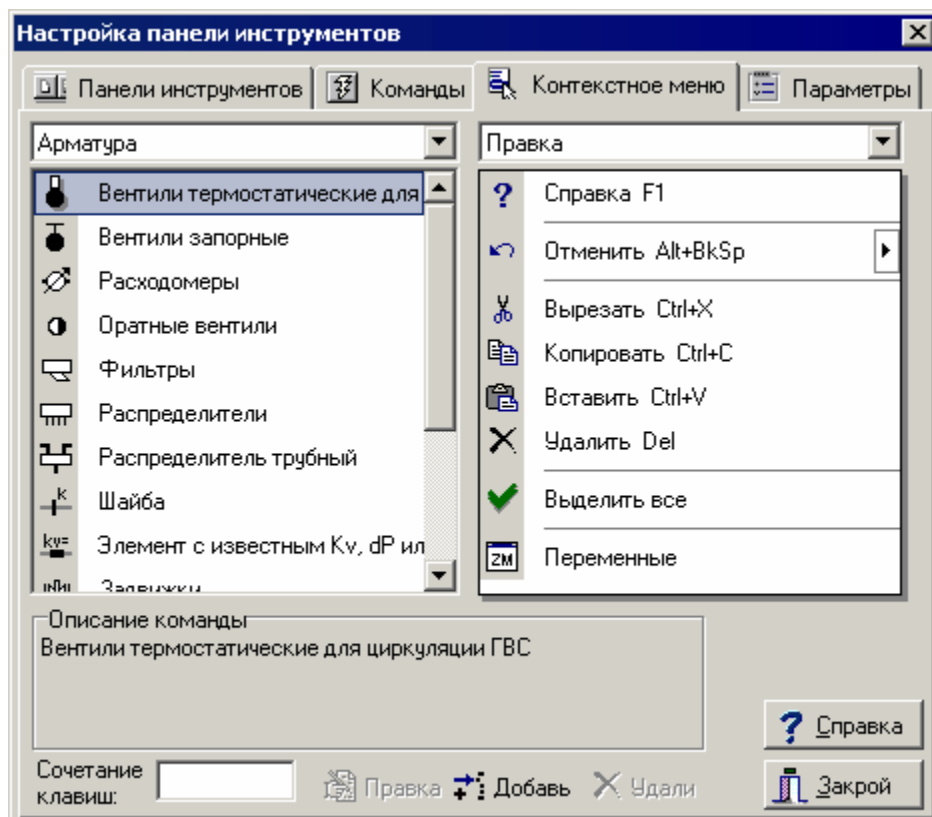 Настройка панели инструментов
Панели инструментов
Команды
Контекстное меню
Параметры
Арматура
Вентили термостатические для
Вентили запорные
Расходомеры
Оратные вентили
Фильтры
Распределители
Распределитель трубный
k
Шайба
kv=
Элемент с известным Kv, dP ил
Задвижки
Правка
? Справка F1
Отменить Alt+BkSp
Вырезать Ctrl+X
Копировать Ctrl+C
Вставить Ctrl+V
Удалить Del
Выделить все
ZM Переменные
Описание команды
Вентили термостатические для циркуляции ГВС
? Справка
Сочетание
клавиш:
Правка
Добавь
Удали
Закрой